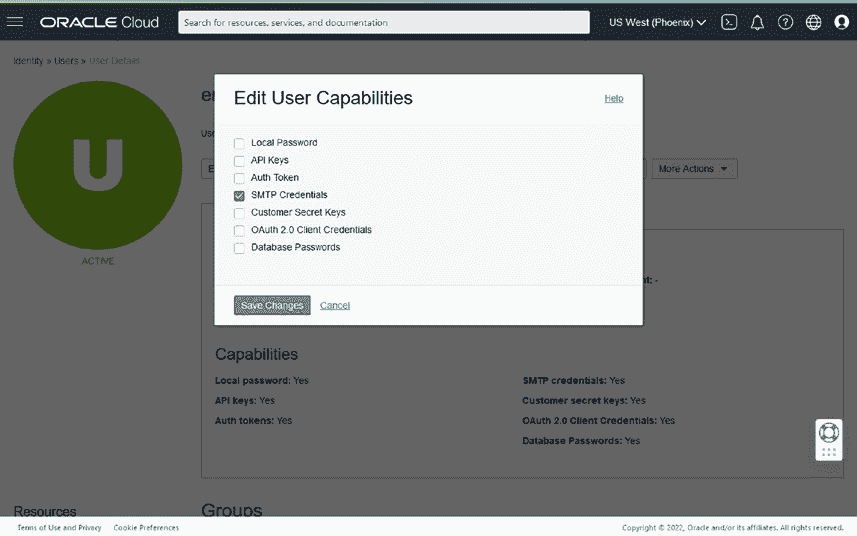 ORACLE Cloud
Search for resources, services, and documentation
US West (Phoenix)
Identity » Users » User Details
U
ACTIVE
Edit User Capabilities
Help
Local Password
API Keys
Auth Token
SMTP Credentials
Customer Secret Keys
OAuth 2.0 Client Credentials
Database Passwords
Save Changes
Cancel
More Actions
Capabilities
Local password: Yes
API keys: Yes
Auth tokens: Yes
SMTP credentials: Yes
Customer secret keys: Yes
OAuth 2.0 Client Credentials: Yes
Database Passwords: Yes
Resources
Groups
Terms of Use and Privacy
Cookie Preferences
Copyright © 2022, Oracle and/or its affiliates. All rights reserved.